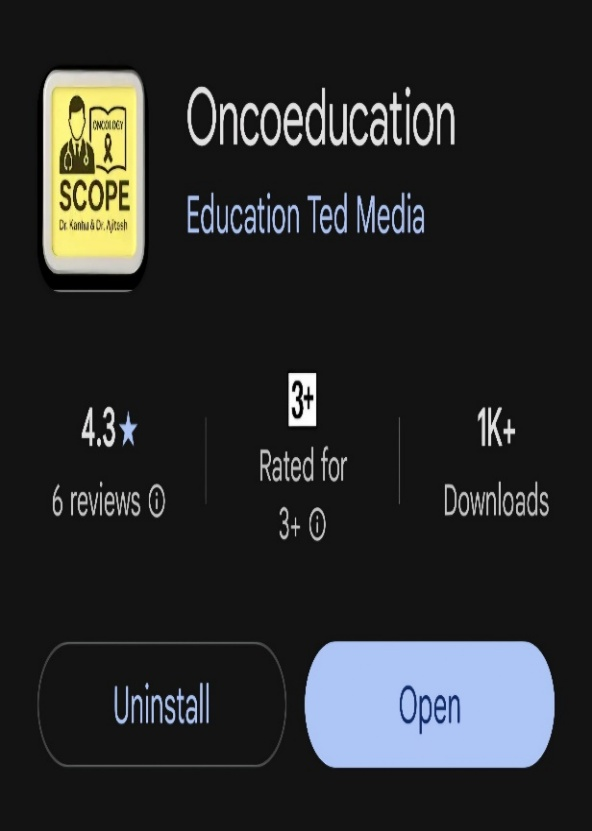 ONCOLOGY
SCOPE
Dr. Kanhu & Dr. Ajitesh
Oncoeducation
Education Ted Media
4.3★
6 reviews
3+
Rated for
3+
1K+
Downloads
Uninstall
Open